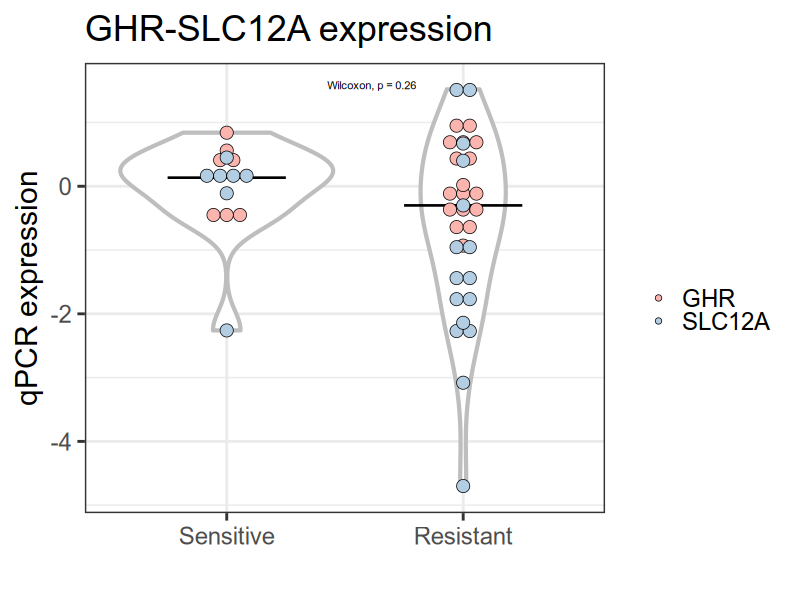 GHR-SLC12A expression
Wilcoxon, p = 0.26
qPCR expression
0
-2
-4
Sensitive
Resistant
GHR
SLC12A